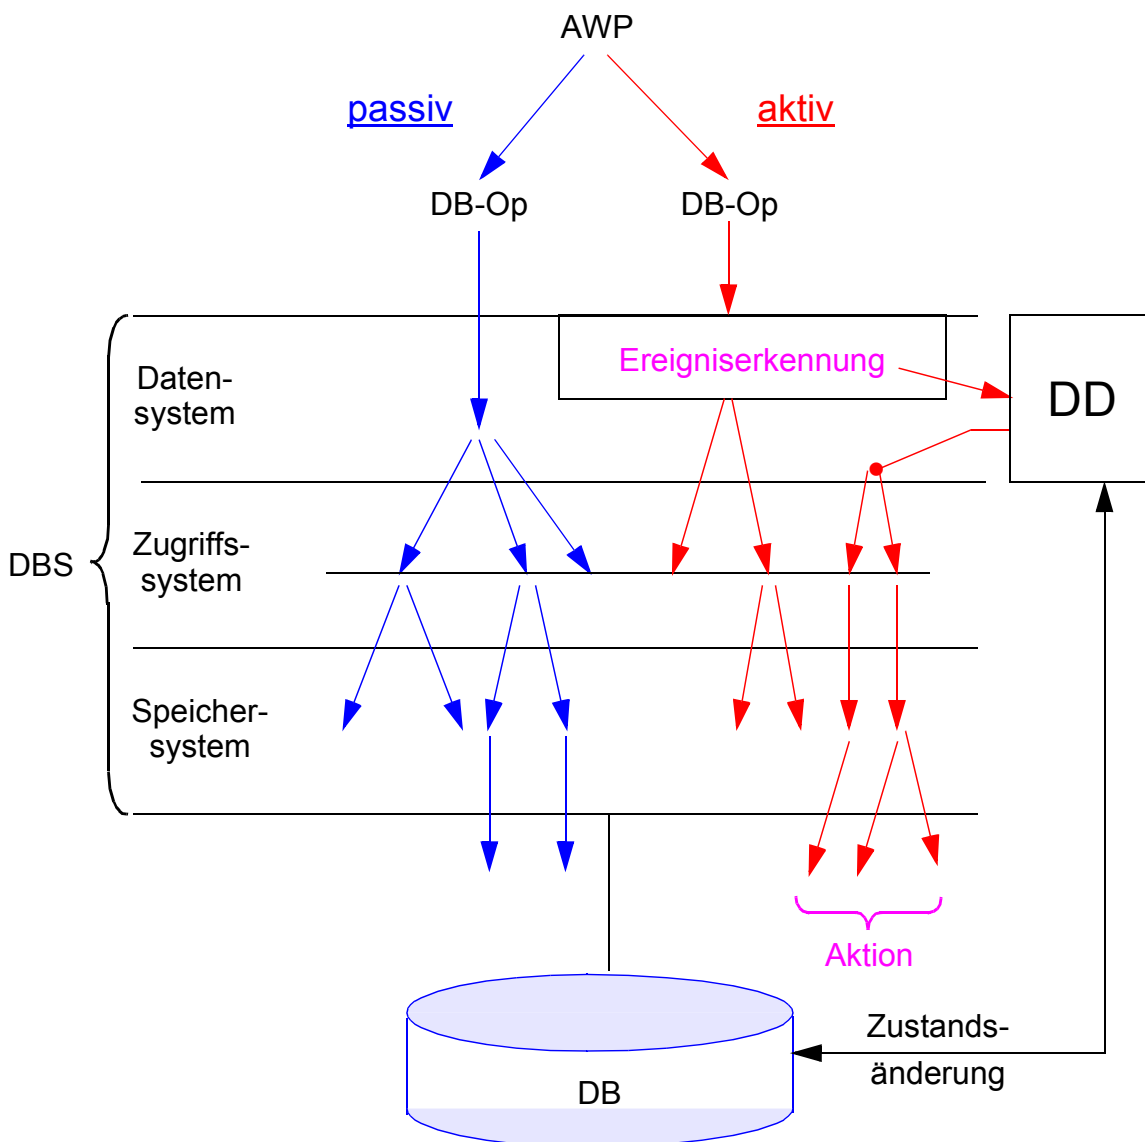 AWP
passiv
aktiv
DB-Op
DB-Op
Ereigniserkennung
DD
Daten-
system
DBS
Zugriffs-
system
Speicher-
system
Aktion
Zustands-
änderung
DB